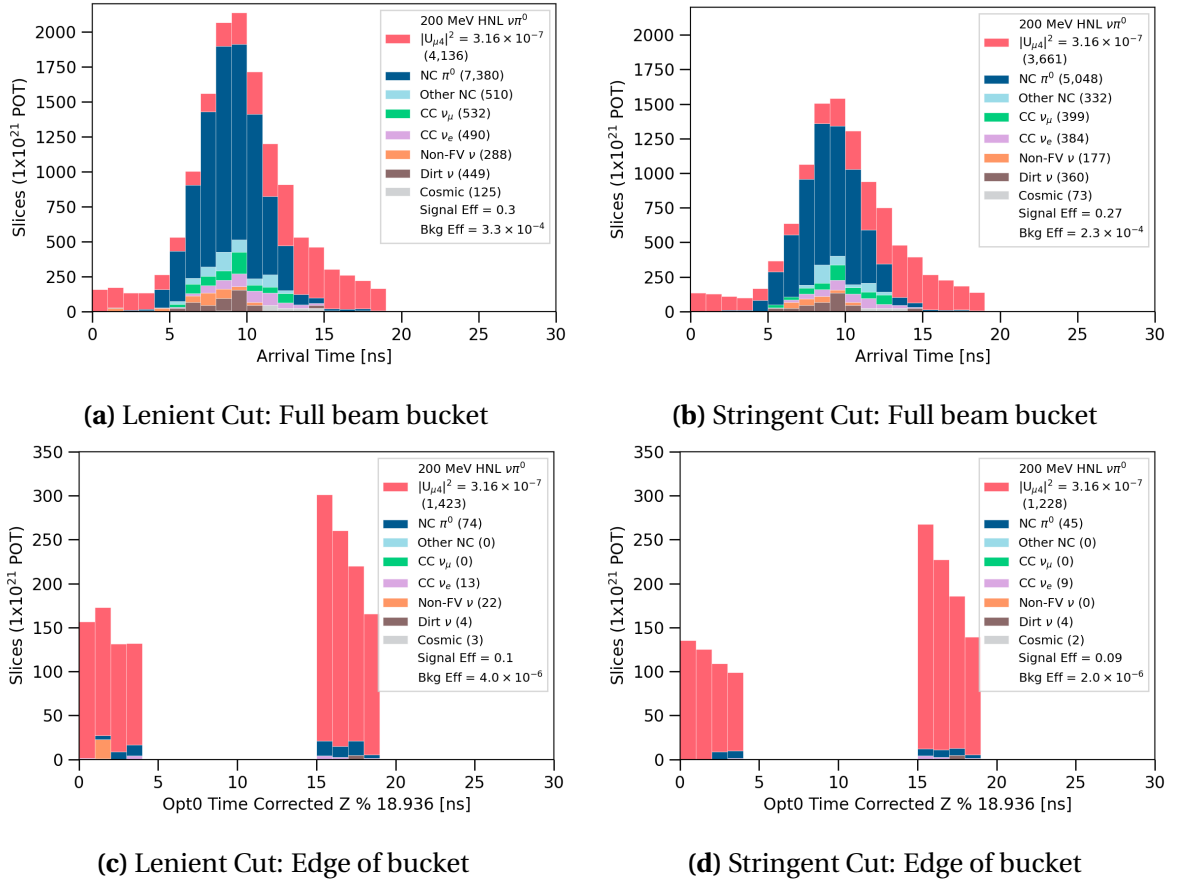 2000
1750
1500
1250
1000
750
500
250
0
Slices (1x10²¹ POT)
0 5 10 15 20 25 30
Arrival Time [ns]
200 MeV HNL νπ⁰
|Uμ4|² = 3.16 × 10⁻⁷
(4,136)
NC π⁰ (7,380)
Other NC (510)
CC νμ (532)
CC νe (490)
Non-FV ν (288)
Dirt ν (449)
Cosmic (125)
Signal Eff = 0.3
Bkg Eff = 3.3 × 10⁻⁴
(a) Lenient Cut: Full beam bucket
2000
1750
1500
1250
1000
750
500
250
0
Slices (1x10²¹ POT)
0 5 10 15 20 25 30
Arrival Time [ns]
200 MeV HNL νπ⁰
|Uμ4|² = 3.16 × 10⁻⁷
(3,661)
NC π⁰ (5,048)
Other NC (332)
CC νμ (399)
CC νe (384)
Non-FV ν (177)
Dirt ν (360)
Cosmic (73)
Signal Eff = 0.27
Bkg Eff = 2.3 × 10⁻⁴
(b) Stringent Cut: Full beam bucket
350
300
250
200
150
100
50
0
Slices (1x10²¹ POT)
0 5 10 15 20 25 30
Opt0 Time Corrected Z % 18.936 [ns]
200 MeV HNL νπ⁰
|Uμ4|² = 3.16 × 10⁻⁷
(1,423)
NC π⁰ (74)
Other NC (0)
CC νμ (0)
CC νe (13)
Non-FV ν (22)
Dirt ν (4)
Cosmic (3)
Signal Eff = 0.1
Bkg Eff = 4.0 × 10⁻⁶
(c) Lenient Cut: Edge of bucket
350
300
250
200
150
100
50
0
Slices (1x10²¹ POT)
0 5 10 15 20 25 30
Opt0 Time Corrected Z % 18.936 [ns]
200 MeV HNL νπ⁰
|Uμ4|² = 3.16 × 10⁻⁷
(1,228)
NC π⁰ (45)
Other NC (0)
CC νμ (0)
CC νe (9)
Non-FV ν (0)
Dirt ν (4)
Cosmic (2)
Signal Eff = 0.09
Bkg Eff = 2.0 × 10⁻⁶
(d) Stringent Cut: Edge of bucket